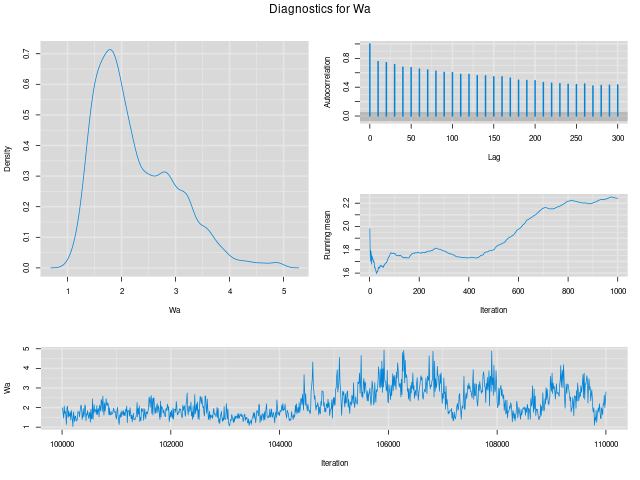 Diagnostics for Wa
Density
0.0 0.1 0.2 0.3 0.4 0.5 0.6 0.7
1 2 3 4 5
Wa
Autocorrelation
0.0 0.4 0.8
0 50 100 150 200 250 300
Lag
Running mean
1.6 1.8 2.0 2.2
0 200 400 600 800 1000
Iteration
Wa
1 2 3 4 5
100000 102000 104000 106000 108000 110000
Iteration